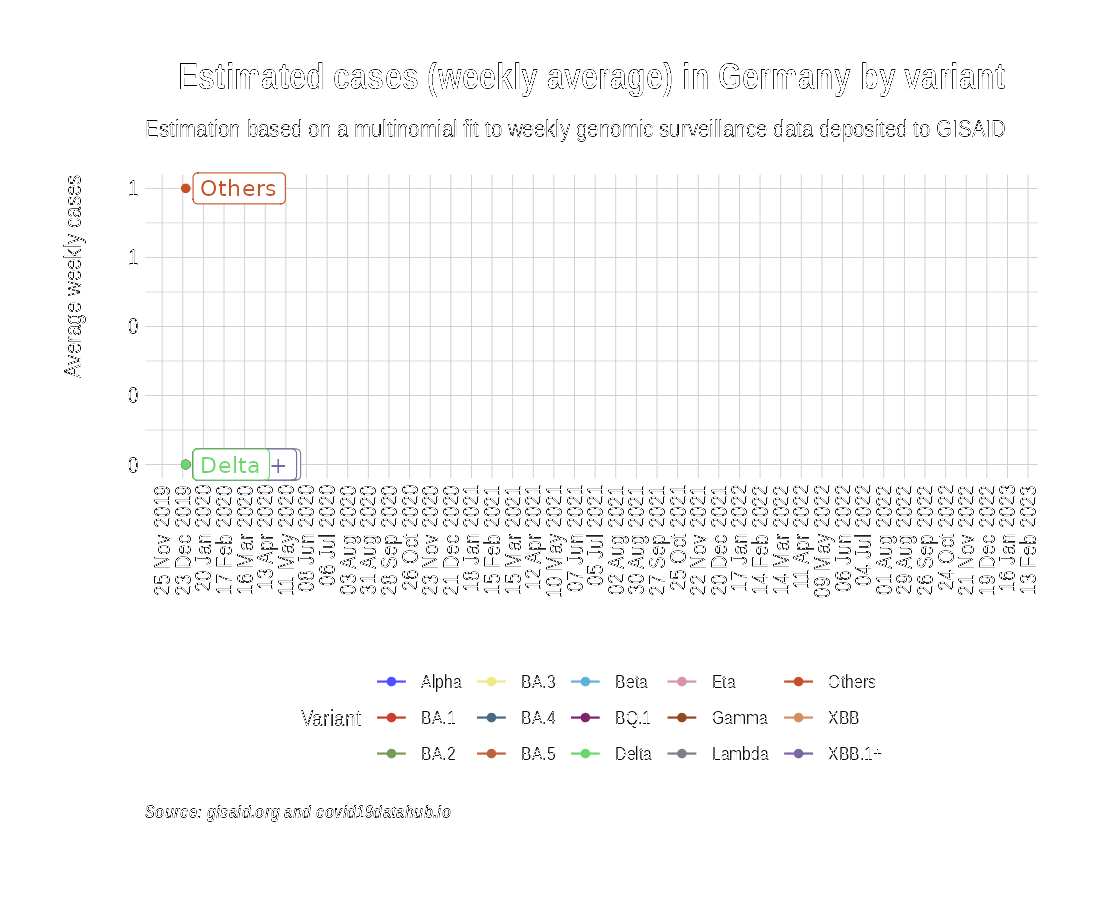 Estimated cases (weekly average) in Germany by variant
Estimation based on a multinomial fit to weekly genomic surveillance data deposited to GISAID
Average weekly cases
1
Others
1
0
0
0
Delta
+
25 Nov 2019
23 Dec 2019
20 Jan 2020
17 Feb 2020
16 Mar 2020
13 Apr 2020
11 May 2020
08 Jun 2020
06 Jul 2020
03 Aug 2020
31 Aug 2020
28 Sep 2020
26 Oct 2020
23 Nov 2020
21 Dec 2020
18 Jan 2021
15 Feb 2021
15 Mar 2021
12 Apr 2021
10 May 2021
07 Jun 2021
05 Jul 2021
02 Aug 2021
30 Aug 2021
27 Sep 2021
25 Oct 2021
22 Nov 2021
20 Dec 2021
17 Jan 2022
14 Feb 2022
14 Mar 2022
11 Apr 2022
09 May 2022
06 Jun 2022
04 Jul 2022
01 Aug 2022
29 Aug 2022
26 Sep 2022
24 Oct 2022
21 Nov 2022
19 Dec 2022
16 Jan 2023
13 Feb 2023
Variant
Alpha
BA.1
BA.2
BA.3
BA.4
BA.5
Beta
BQ.1
Delta
Eta
Gamma
Lambda
Others
XBB
XBB.1+
Source: gisaid.org and covid19datahub.io